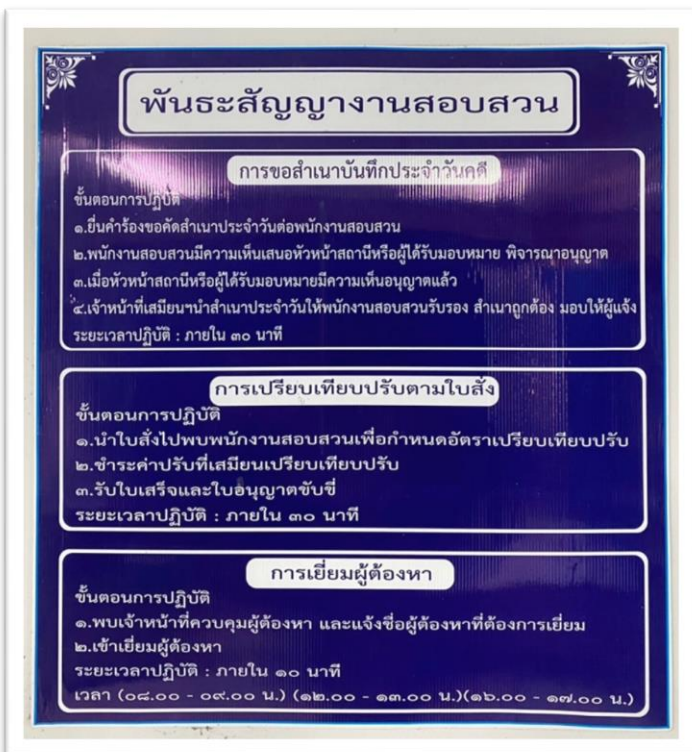 พันธะสัญญางานสอบสวน
การขอสำเนาบันทึกประจำวันคดี
ขั้นตอนการปฏิบัติ
๑.ยื่นคำร้องขอคัดสำเนาประจำวันต่อพนักงานสอบสวน
๒.พนักงานสอบสวนมีความเห็นเสนอหัวหน้าสถานีหรือผู้ได้รับมอบหมาย พิจารณาอนุญาต
๓.เมื่อหัวหน้าสถานีหรือผู้ได้รับมอบหมายมีความเห็นอนุญาตแล้ว
๔.เจ้าหน้าที่เสมียนฯนำสำเนาประจำวันให้พนักงานสอบสวนรับรอง สำเนาถูกต้อง มอบให้ผู้แจ้ง
ระยะเวลาปฏิบัติ : ภายใน ๓๐ นาที
การเปรียบเทียบปรับตามใบสั่ง
ขั้นตอนการปฏิบัติ
๑.นำใบสั่งไปพบพนักงานสอบสวนเพื่อกำหนดอัตราเปรียบเทียบปรับ
๒.ชำระค่าปรับที่เสมียนเปรียบเทียบปรับ
๓.รับใบเสร็จและใบอนุญาตขับขี่
ระยะเวลาปฏิบัติ : ภายใน ๓๐ นาที
การเยี่ยมผู้ต้องหา
ขั้นตอนการปฏิบัติ
๑.พบเจ้าหน้าที่ควบคุมผู้ต้องหา และแจ้งชื่อผู้ต้องหาที่ต้องการเยี่ยม
๒.เข้าเยี่ยมผู้ต้องหา
ระยะเวลาปฏิบัติ : ภายใน ๑๐ นาที
เวลา (๐๘.๐๐ - ๐๙.๐๐ น.) (๑๒.๐๐ - ๑๓.๐๐ น.)(๑๖.๐๐ - ๑๗.๐๐ น.)